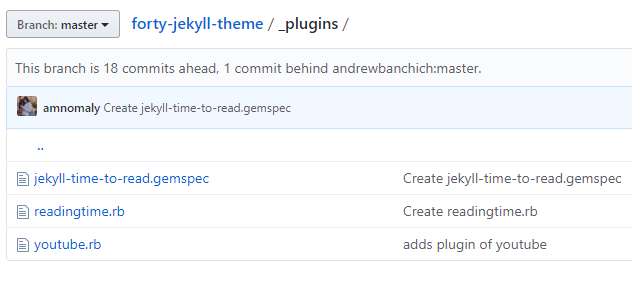 Branch: master forty-jekyll-theme / _plugins /
This branch is 18 commits ahead, 1 commit behind andrewbanchich:master.
amnomaly Create jekyll-time-to-read.gemspec
..
jekyll-time-to-read.gemspec Create jekyll-time-to-read.gemspec
readingtime.rb Create readingtime.rb
youtube.rb adds plugin of youtube